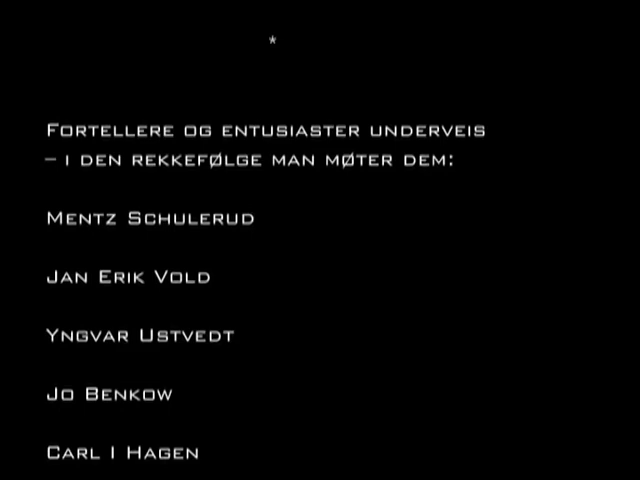 *
Fortellere og entusiaster underveis
– i den rekkefølge man møter dem:
Mentz Schulerud
Jan Erik Vold
Yngvar Ustvedt
Jo Benkow
Carl I Hagen